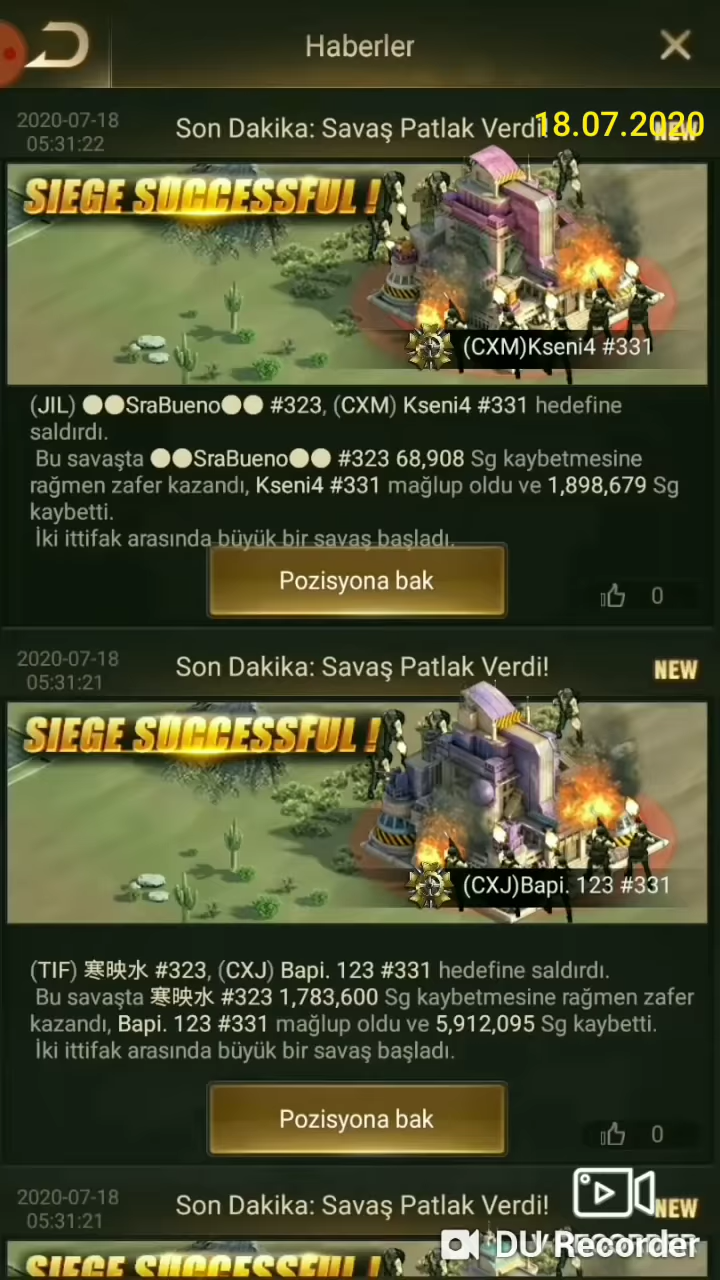 Haberler
2020-07-18
05:31:22
Son Dakika: Savaş Patlak Verdi!
18.07.2020
NEW
SIEGE SUCCESSFUL !
(CXM)Kseni4 #331
(JIL) ●●SraBueno●● #323, (CXM) Kseni4 #331 hedefine
saldırdı.
Bu savaşta ●●SraBueno●● #323 68,908 Sg kaybetmesine
rağmen zafer kazandı, Kseni4 #331 mağlup oldu ve 1,898,679 Sg
kaybetti.
İki ittifak arasında büyük bir savaş başladı.
Pozisyona bak
0
2020-07-18
05:31:21
Son Dakika: Savaş Patlak Verdi!
NEW
SIEGE SUCCESSFUL !
(CXJ)Bapi. 123 #331
(TIF) 寒映水 #323, (CXJ) Bapi. 123 #331 hedefine saldırdı.
Bu savaşta 寒映水 #323 1,783,600 Sg kaybetmesine rağmen zafer
kazandı, Bapi. 123 #331 mağlup oldu ve 5,912,095 Sg kaybetti.
İki ittifak arasında büyük bir savaş başladı.
Pozisyona bak
0
2020-07-18
05:31:21
Son Dakika: Savaş Patlak Verdi!
NEW
SIEGE SUCCESSFUL !
DU Recorder